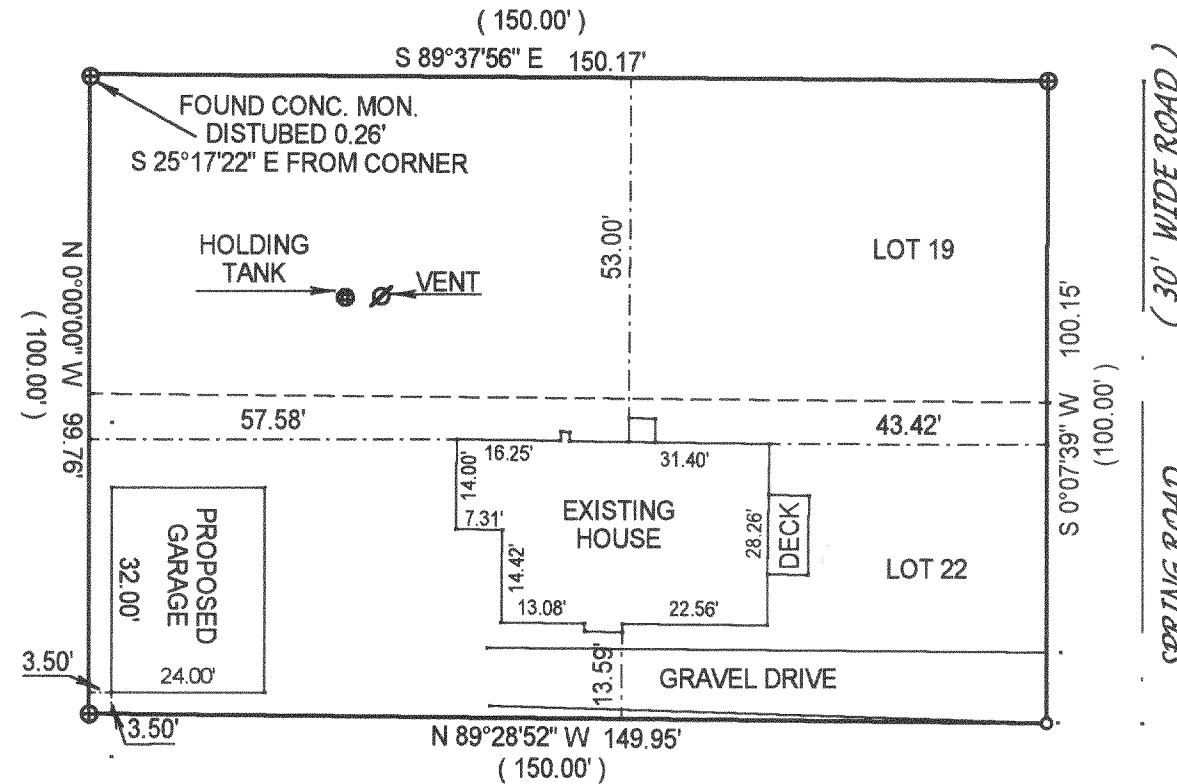 ( 150.00' )
S 89°37'56" E 150.17'
FOUND CONC. MON.
DISTUBED 0.26'
S 25°17'22" E FROM CORNER
( 30' WIDE ROAD )
HOLDING
TANK
VENT
53.00'
LOT 19
N 0°00'00" W 99.76'
( 100.00' )
S 0°07'39" W 100.15'
( 100.00' )
57.58'
43.42'
16.25'
31.40'
14.00'
7.31'
EXISTING
HOUSE
28.26'
DECK
14.42'
13.08'
22.56'
LOT 22
SPRING ROAD
PROPOSED
GARAGE
32.00'
24.00'
3.50'
3.50'
13.59'
GRAVEL DRIVE
N 89°28'52" W 149.95'
( 150.00' )